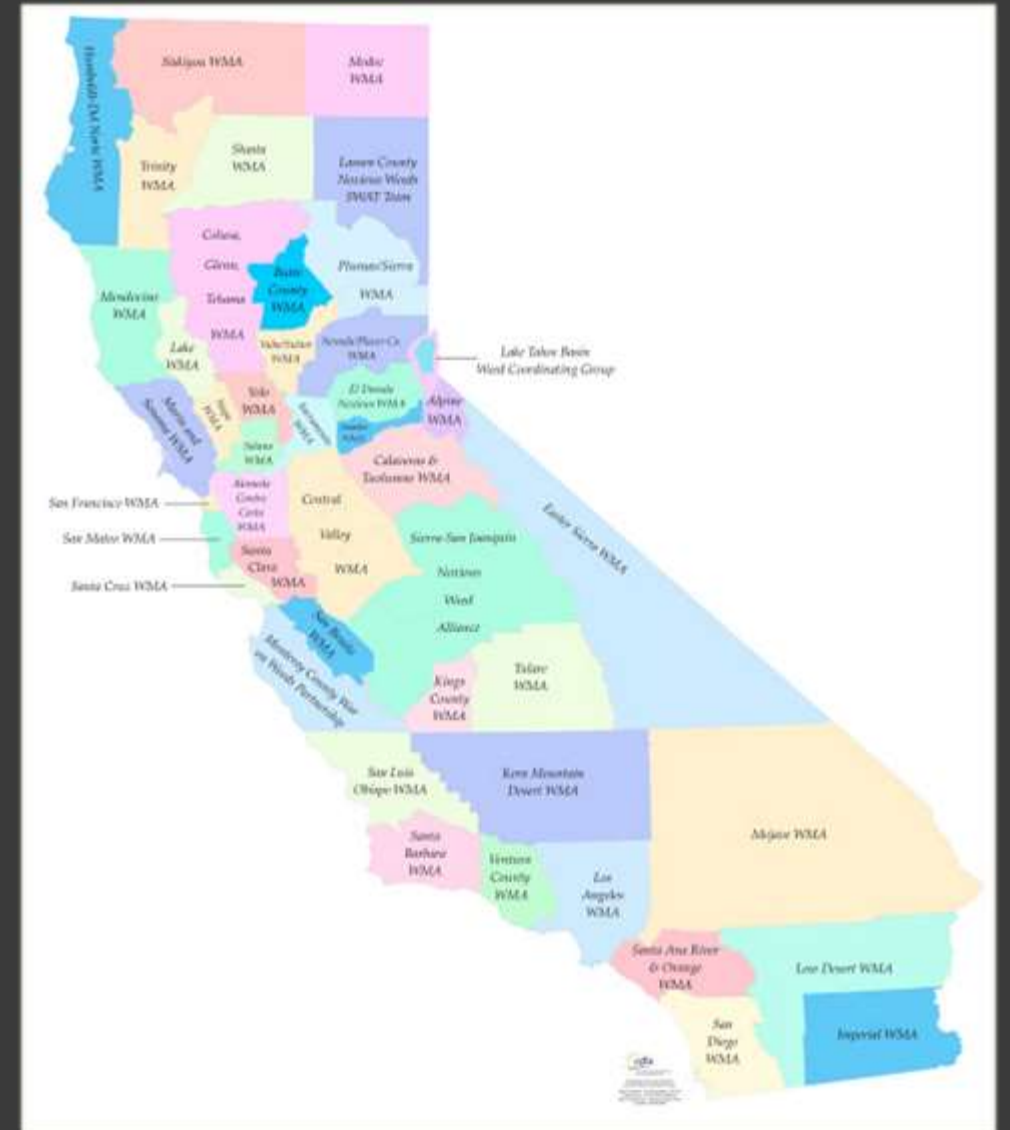 Siskiyou WMA
Modoc
WMA
Humboldt-Del Norte WMA
Trinity
WMA
Shasta
WMA
Lassen County
Noxious Weeds
SWAT Team
Colusa,
Glenn,
Tehama
WMA
Butte
County
WMA
Plumas/Sierra
WMA
Mendocino
WMA
Lake
WMA
Yuba/Sutter
WMA
Nevada/Placer Co.
WMA
Lake Tahoe Basin
Weed Coordinating Group
El Dorado
Noxious WMA
Alpine
WMA
Yolo
WMA
Napa
WMA
Sacramento
WMA
Marin and
Sonoma WMA
Solano
WMA
Calaveras &
Tuolumne WMA
San Francisco WMA
Alameda
Contra
Costa
WMA
Central
Valley
WMA
San Mateo WMA
Santa
Clara
WMA
Sierra-San Joaquin
Noxious
Weed
Alliance
Easter Sierra WMA
Santa Cruz WMA
San Benito
WMA
Monterey County War
on Weeds Partnership
Kings
County
WMA
Tulare
WMA
San Luis
Obispo WMA
Kern Mountain
Desert WMA
Mojave WMA
Santa
Barbara
WMA
Ventura
County
WMA
Los
Angeles
WMA
Santa Ana River
& Orange
WMA
Low Desert WMA
San
Diego
WMA
Imperial WMA
cdfa